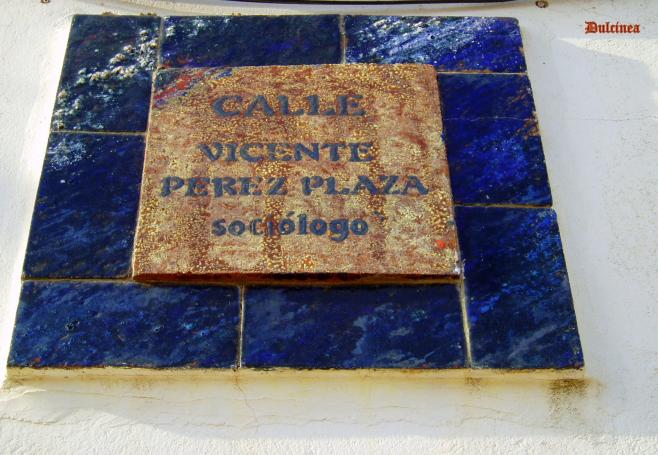 Dulcinea
CALLE
VICENTE
PEREZ PLAZA
sociólogo